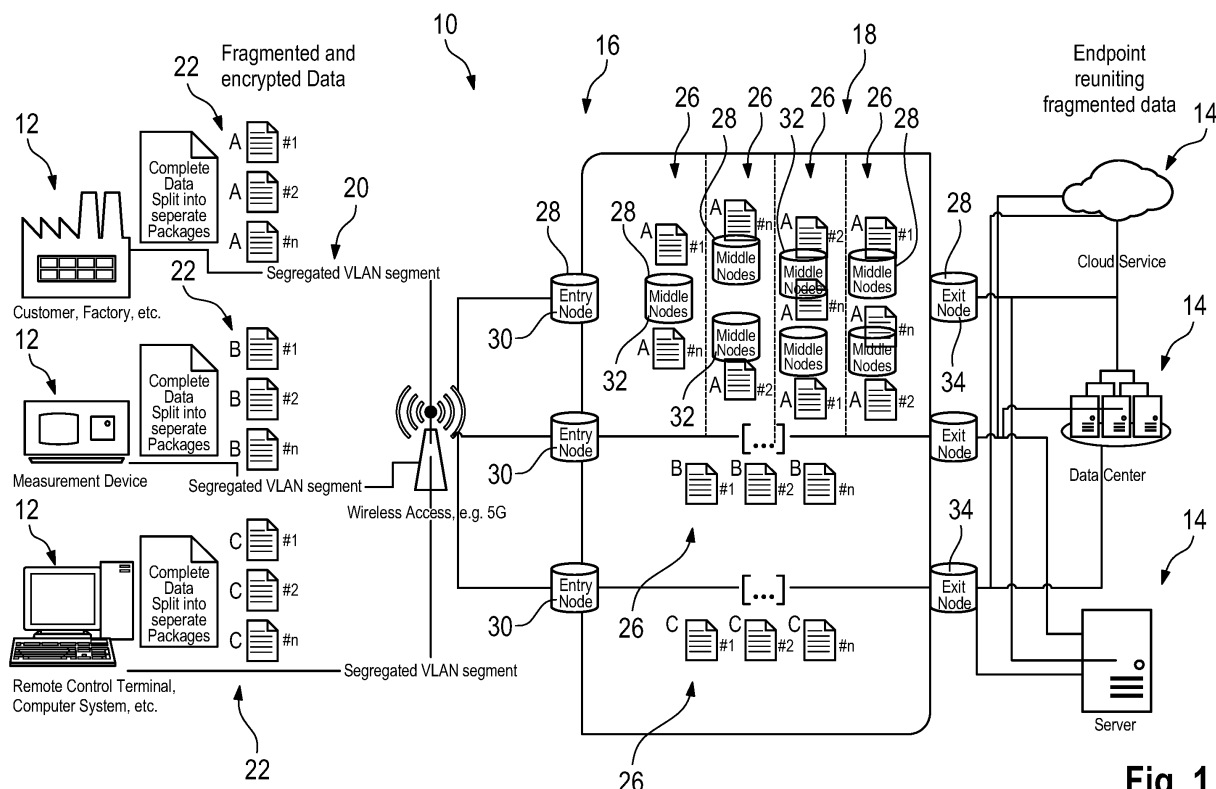 10
Fragmented and
encrypted Data
22
16
18
Endpoint
reuniting
fragmented data
14
12
Complete
Data
Split into
seperate
Packages
A #1
A #2
A #n
20
Segregated VLAN segment
Customer, Factory, etc.
26
26
26
26
28
32
28
28
28
28
A #1
A #n
A #2
A #1
Middle
Nodes
Middle
Nodes
Middle
Nodes
Middle
Nodes
#n
A #n
Middle
Nodes
Middle
Nodes
Middle
Nodes
A #n
A #2
A #1
A #2
32
32
Entry
Node
30
Exit
Node
34
Cloud Service
14
22
12
Complete
Data
Split into
seperate
Packages
B #1
B #2
B #n
Measurement Device
Segregated VLAN segment
Wireless Access, e.g. 5G
Entry
Node
30
[...]
B #1
B #2
B #n
26
Exit
Node
Data Center
14
12
Complete
Data
Split into
seperate
Packages
C #1
C #2
C #n
Remote Control Terminal,
Computer System, etc.
Segregated VLAN segment
22
Entry
Node
30
[...]
C #1
C #2
C #n
26
34
Exit
Node
Server
Fig. 1